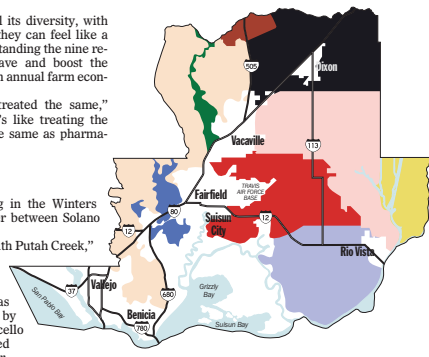 l its diversity, with
they can feel like a
standing the nine re-
ave and boost the
n annual farm econ-
treated the same,”
’s like treating the
e same as pharma-
g in the Winters
r between Solano
th Putah Creek,”
as
by
cello
ed
505
Dixon
Vacaville
113
TRAVIS
AIR FORCE
BASE
Fairfield
80
Suisun
City
12
12
Rio Vista
37
Vallejo
San Pablo Bay
680
Grizzly
Bay
Benicia
780
Suisun Bay